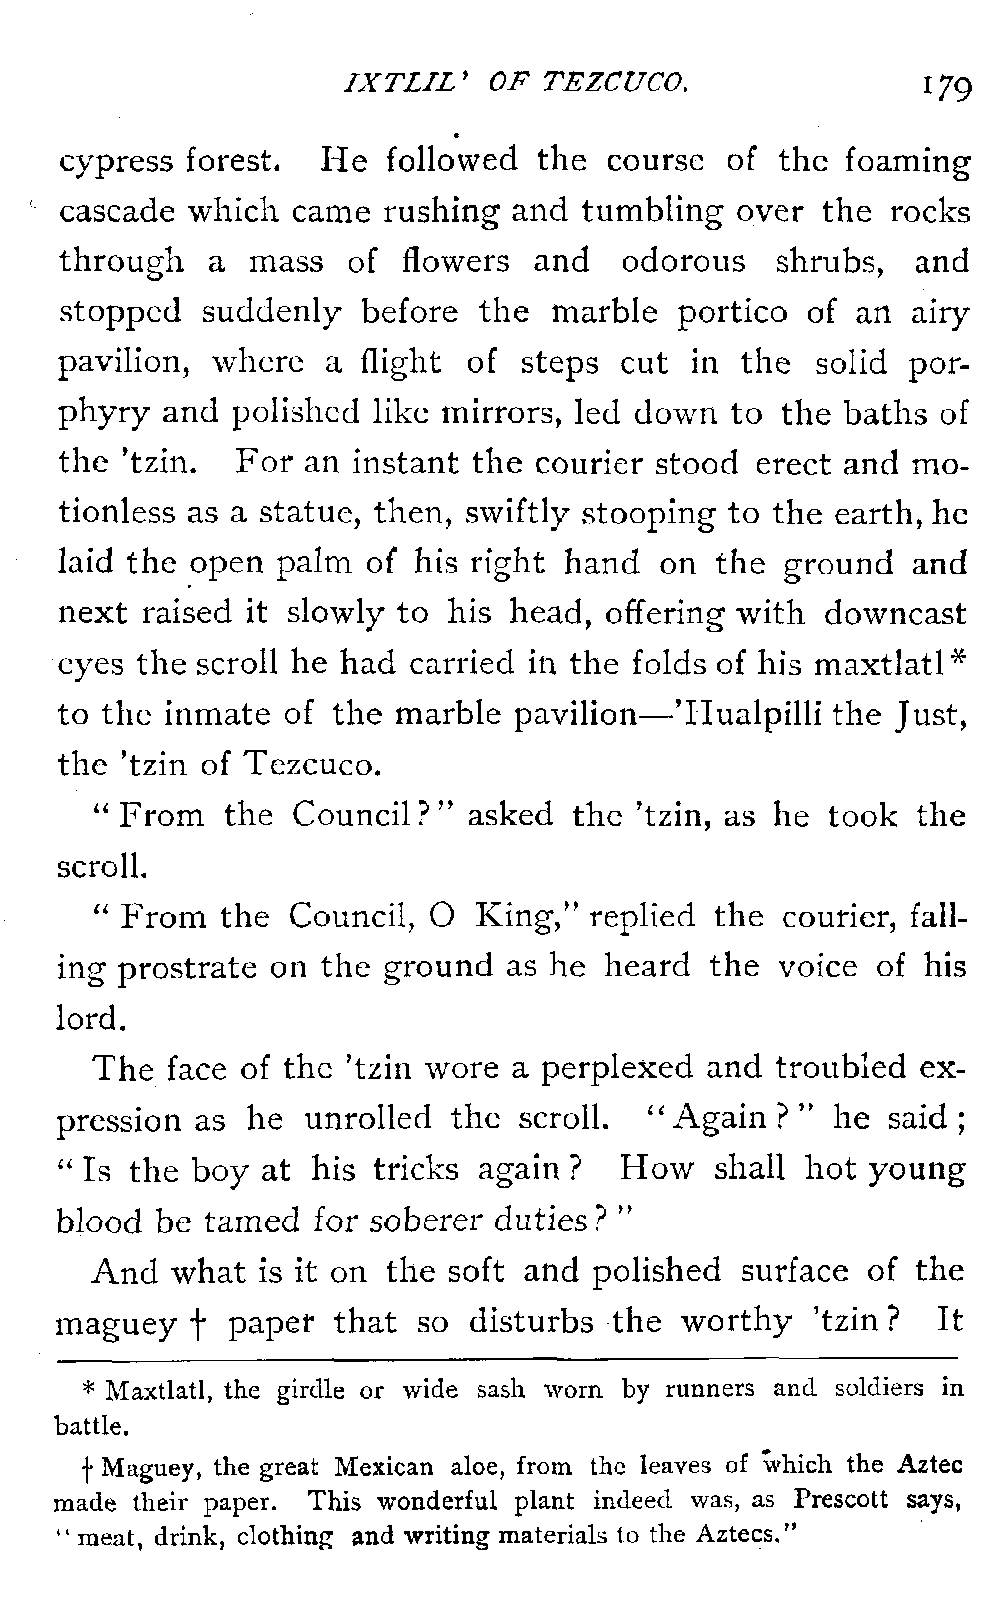 IXTLIL' OF TEZCUCO. 179
cypress forest. He followed the course of the foaming
cascade which came rushing and tumbling over the rocks
through a mass of flowers and odorous shrubs, and
stopped suddenly before the marble portico of an airy
pavilion, where a flight of steps cut in the solid por-
phyry and polished like mirrors, led down to the baths of
the 'tzin. For an instant the courier stood erect and mo-
tionless as a statue, then, swiftly stooping to the earth, he
laid the open palm of his right hand on the ground and
next raised it slowly to his head, offering with downcast
eyes the scroll he had carried in the folds of his maxtlatl*
to the inmate of the marble pavilion—'Hualpilli the Just,
the 'tzin of Tezcuco.
"From the Council?" asked the 'tzin, as he took the
scroll.
"From the Council, O King," replied the courier, fall-
ing prostrate on the ground as he heard the voice of his
lord.
The face of the 'tzin wore a perplexed and troubled ex-
pression as he unrolled the scroll. "Again?" he said;
"Is the boy at his tricks again? How shall hot young
blood be tamed for soberer duties?"
And what is it on the soft and polished surface of the
maguey † paper that so disturbs the worthy 'tzin? It
* Maxtlatl, the girdle or wide sash worn by runners and soldiers in
battle.
† Maguey, the great Mexican aloe, from the leaves of which the Aztec
made their paper. This wonderful plant indeed was, as Prescott says,
"meat, drink, clothing and writing materials to the Aztecs."